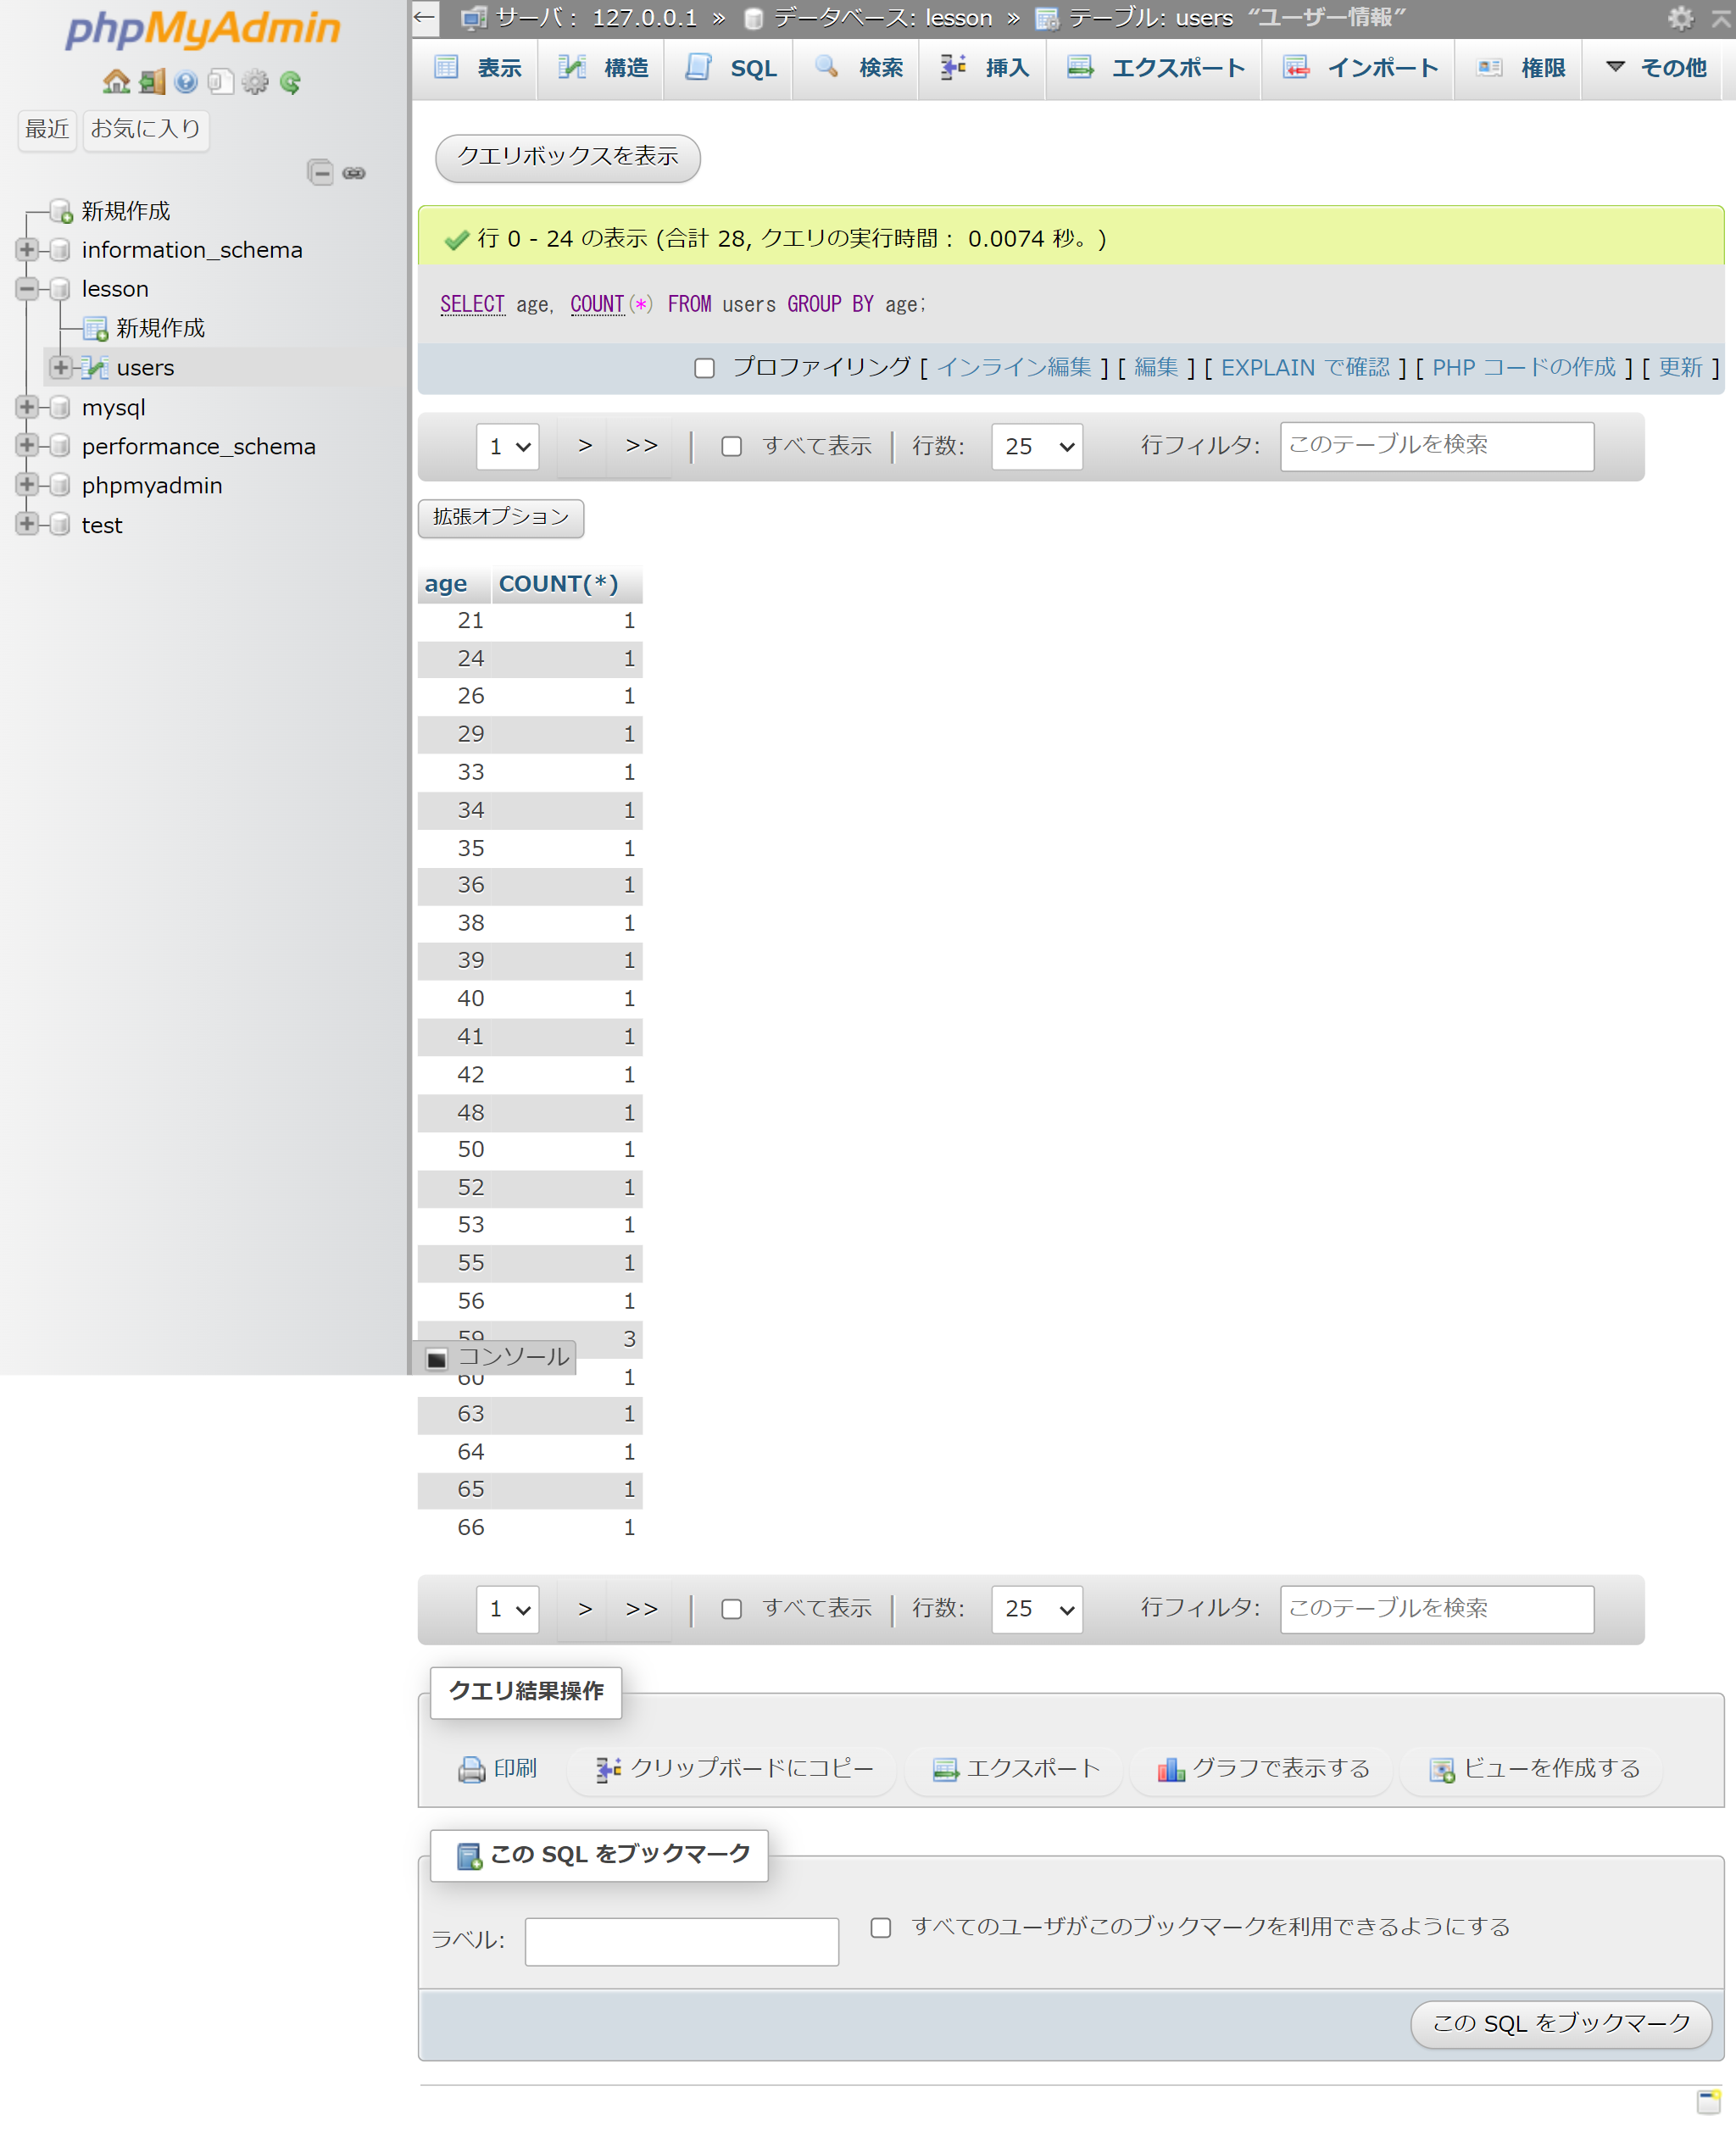 phpMyAdmin
最近 お気に入り
新規作成
information_schema
lesson
新規作成
users
mysql
performance_schema
phpmyadmin
test
← サーバ: 127.0.0.1 » データベース: lesson » テーブル: users “ユーザー情報”
表示 構造 SQL 検索 挿入 エクスポート インポート 権限 その他
クエリボックスを表示
行 0 - 24 の表示 (合計 28, クエリの実行時間: 0.0074 秒。)
SELECT age, COUNT(*) FROM users GROUP BY age;
プロファイリング [ インライン編集 ] [ 編集 ] [ EXPLAIN で確認 ] [ PHP コードの作成 ] [ 更新 ]
1 > >> | すべて表示 | 行数: 25 行フィルタ: このテーブルを検索
拡張オプション
age COUNT(*)
21 1
24 1
26 1
29 1
33 1
34 1
35 1
36 1
38 1
39 1
40 1
41 1
42 1
48 1
50 1
52 1
53 1
55 1
56 1
59 3
コンソール
60 1
63 1
64 1
65 1
66 1
1 > >> | すべて表示 | 行数: 25 行フィルタ: このテーブルを検索
クエリ結果操作
印刷 クリップボードにコピー エクスポート グラフで表示する ビューを作成する
この SQL をブックマーク
ラベル: すべてのユーザがこのブックマークを利用できるようにする
この SQL をブックマーク